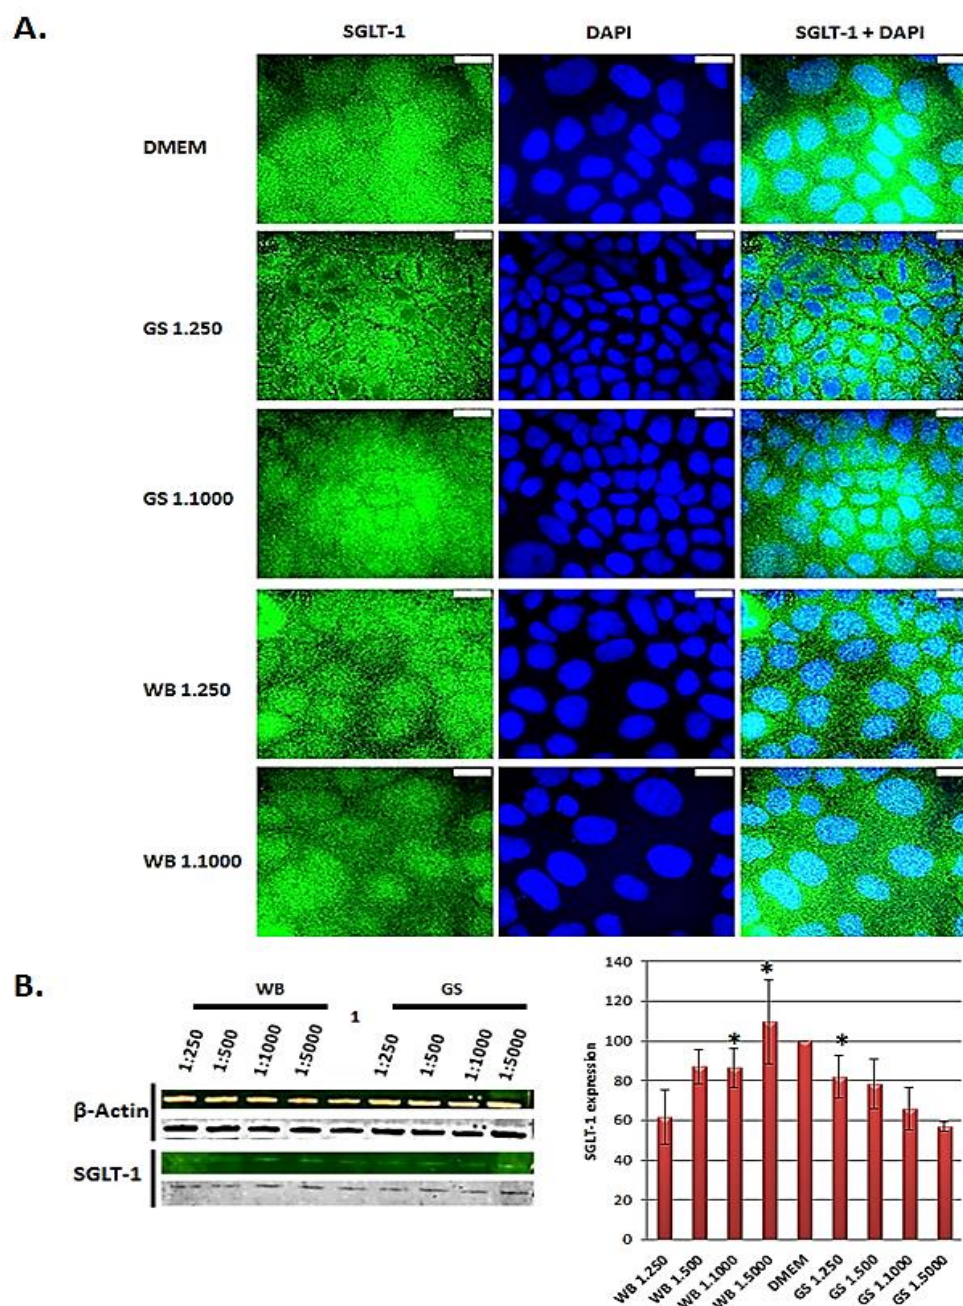 A.
SGLT-1 DAPI SGLT-1 + DAPI
DMEM
GS 1.250
GS 1.1000
WB 1.250
WB 1.1000
B.
WB 1 GS
1:250 1:500 1:1000 1:5000 1:250 1:500 1:1000 1:5000
β-Actin
SGLT-1
140
120
100
80
60
40
20
0
SGLT-1 expression
* * *
WB 1.250 WB 1.500 WB 1.1000 WB 1.5000 DMEM GS 1.250 GS 1.500 GS 1.1000 GS 1.5000